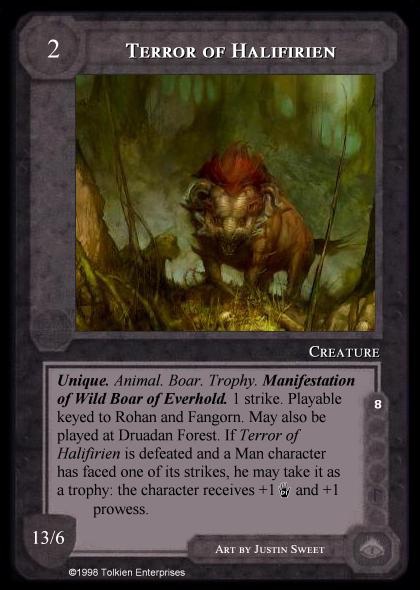 2
TERROR OF HALIFIRIEN
CREATURE
Unique. Animal. Boar. Trophy. Manifestation
of Wild Boar of Everhold. 1 strike. Playable
keyed to Rohan and Fangorn. May also be
played at Druadan Forest. If Terror of
Halifirien is defeated and a Man character
has faced one of its strikes, he may take it as
a trophy: the character receives +1 and +1
prowess.
8
13/6
ART BY JUSTIN SWEET
©1998 Tolkien Enterprises